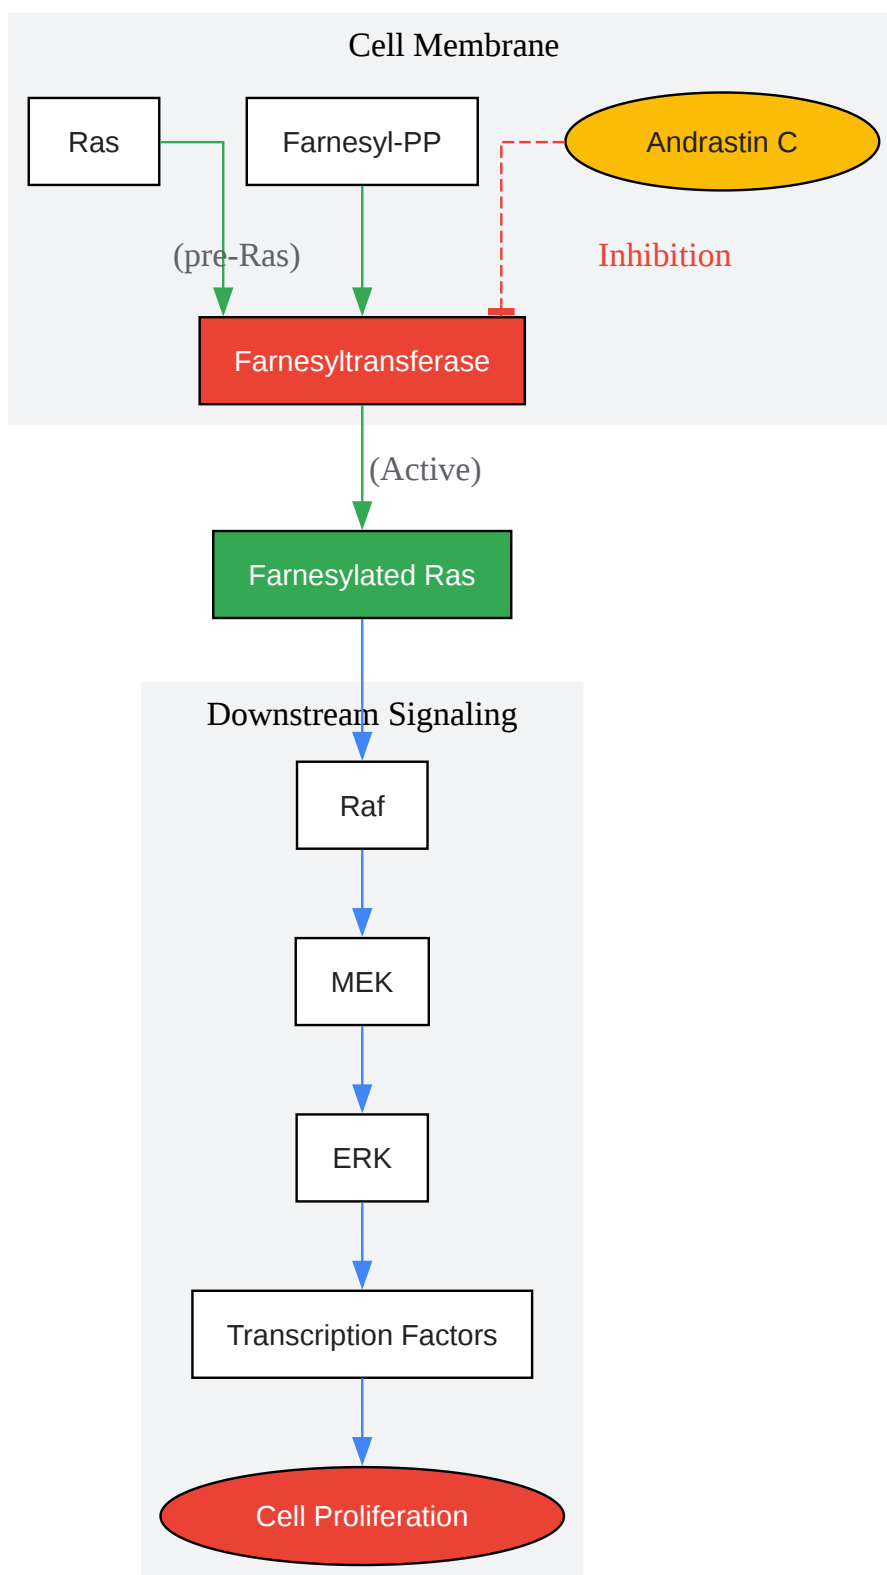 Cell Membrane
Ras
Farnesyl-PP
Andrastin C
(pre-Ras)
Inhibition
Farnesyltransferase
(Active)
Farnesylated Ras
Downstream Signaling
Raf
MEK
ERK
Transcription Factors
Cell Proliferation